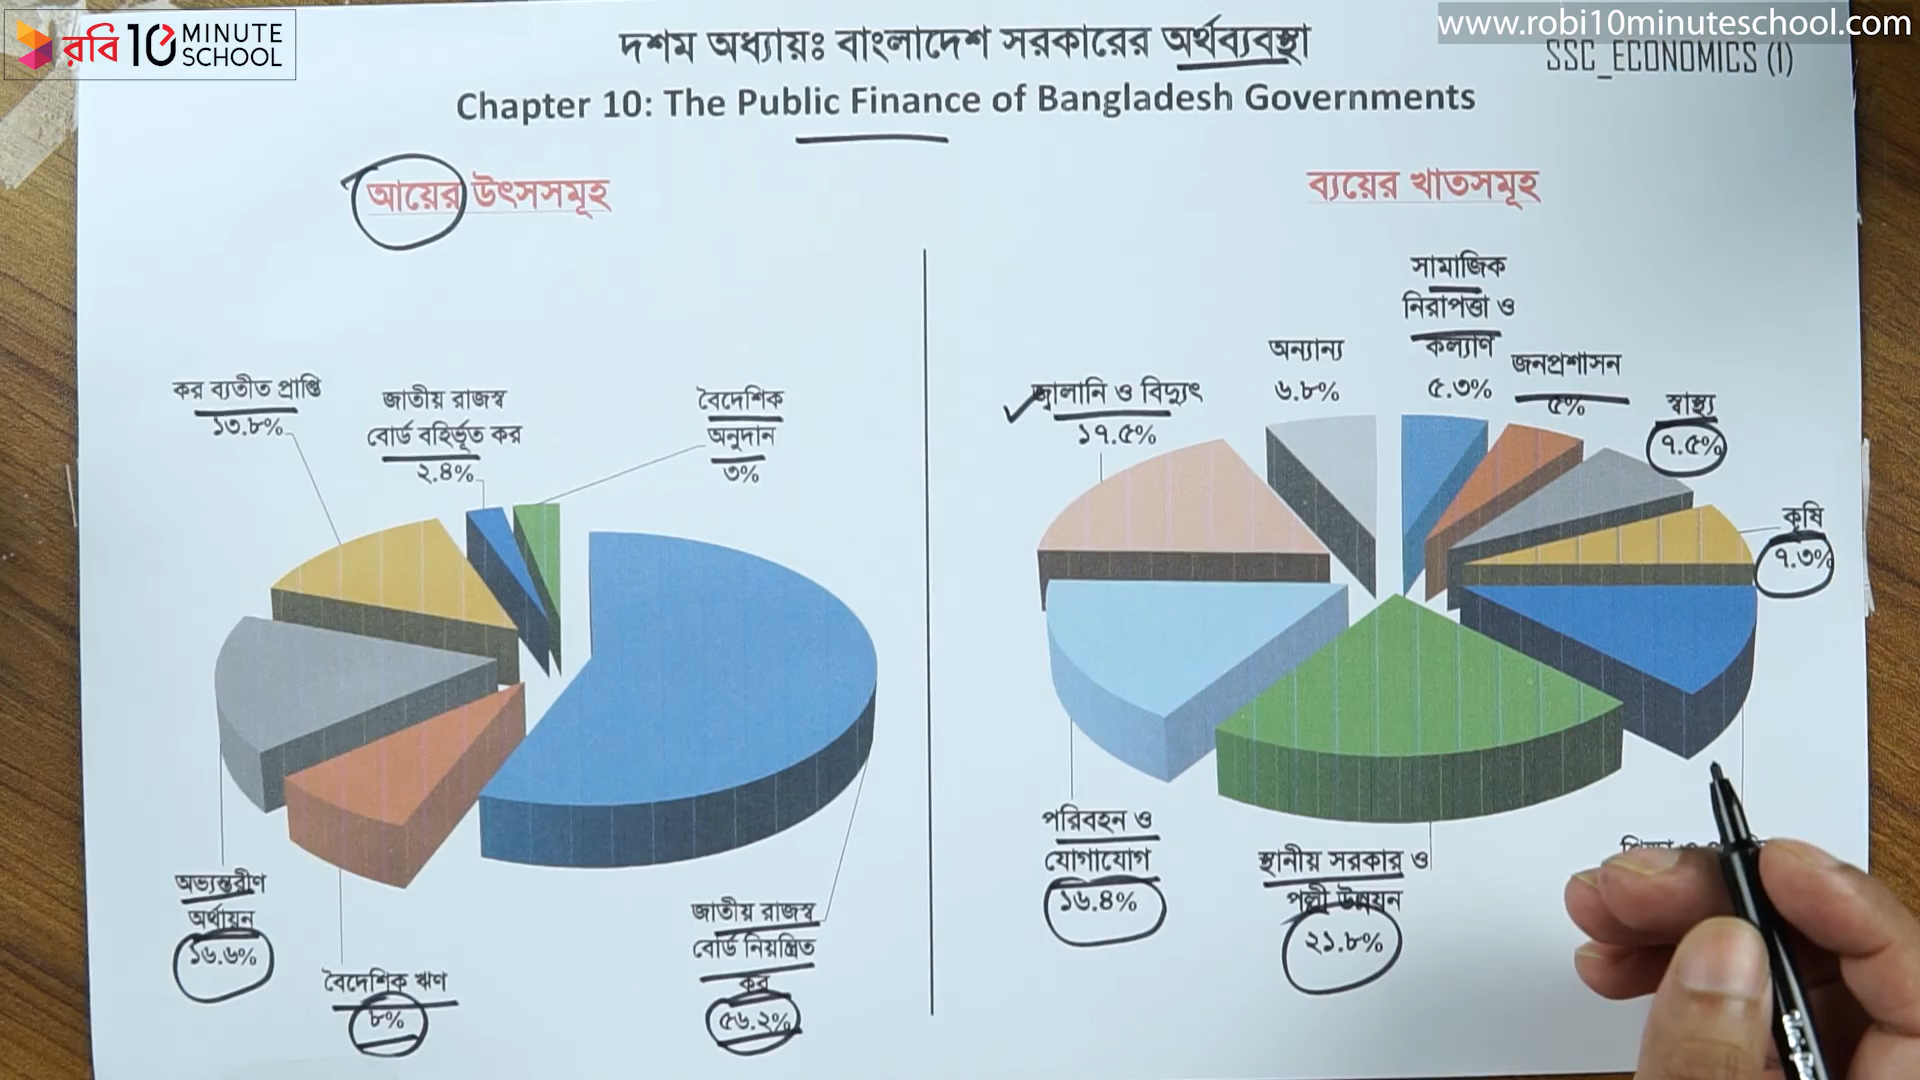 রবি 10 MINUTE
SCHOOL
www.robi10minuteschool.com
দশম অধ্যায়ঃ বাংলাদেশ সরকারের অর্থব্যবস্থা
SSC_ECONOMICS (I)
Chapter 10: The Public Finance of Bangladesh Governments
আয়ের উৎসসমূহ
কর ব্যতীত প্রাপ্তি
১৩.৮%
জাতীয় রাজস্ব
বোর্ড বহির্ভূত কর
২.৪%
বৈদেশিক
অনুদান
৩%
অভ্যন্তরীণ
অর্থায়ন
১৬.৬%
বৈদেশিক ঋণ
৮%
জাতীয় রাজস্ব
বোর্ড নিয়ন্ত্রিত
কর
৫৬.২%
ব্যয়ের খাতসমূহ
জ্বালানি ও বিদ্যুৎ
১৭.৫%
অন্যান্য
৬.৮%
সামাজিক
নিরাপত্তা ও
কল্যাণ
৫.৩%
জনপ্রশাসন
৫%
স্বাস্থ্য
৭.৫%
কৃষি
৭.৩%
পরিবহন ও
যোগাযোগ
১৬.৪%
স্থানীয় সরকার ও
পল্লী উন্নয়ন
২১.৮%